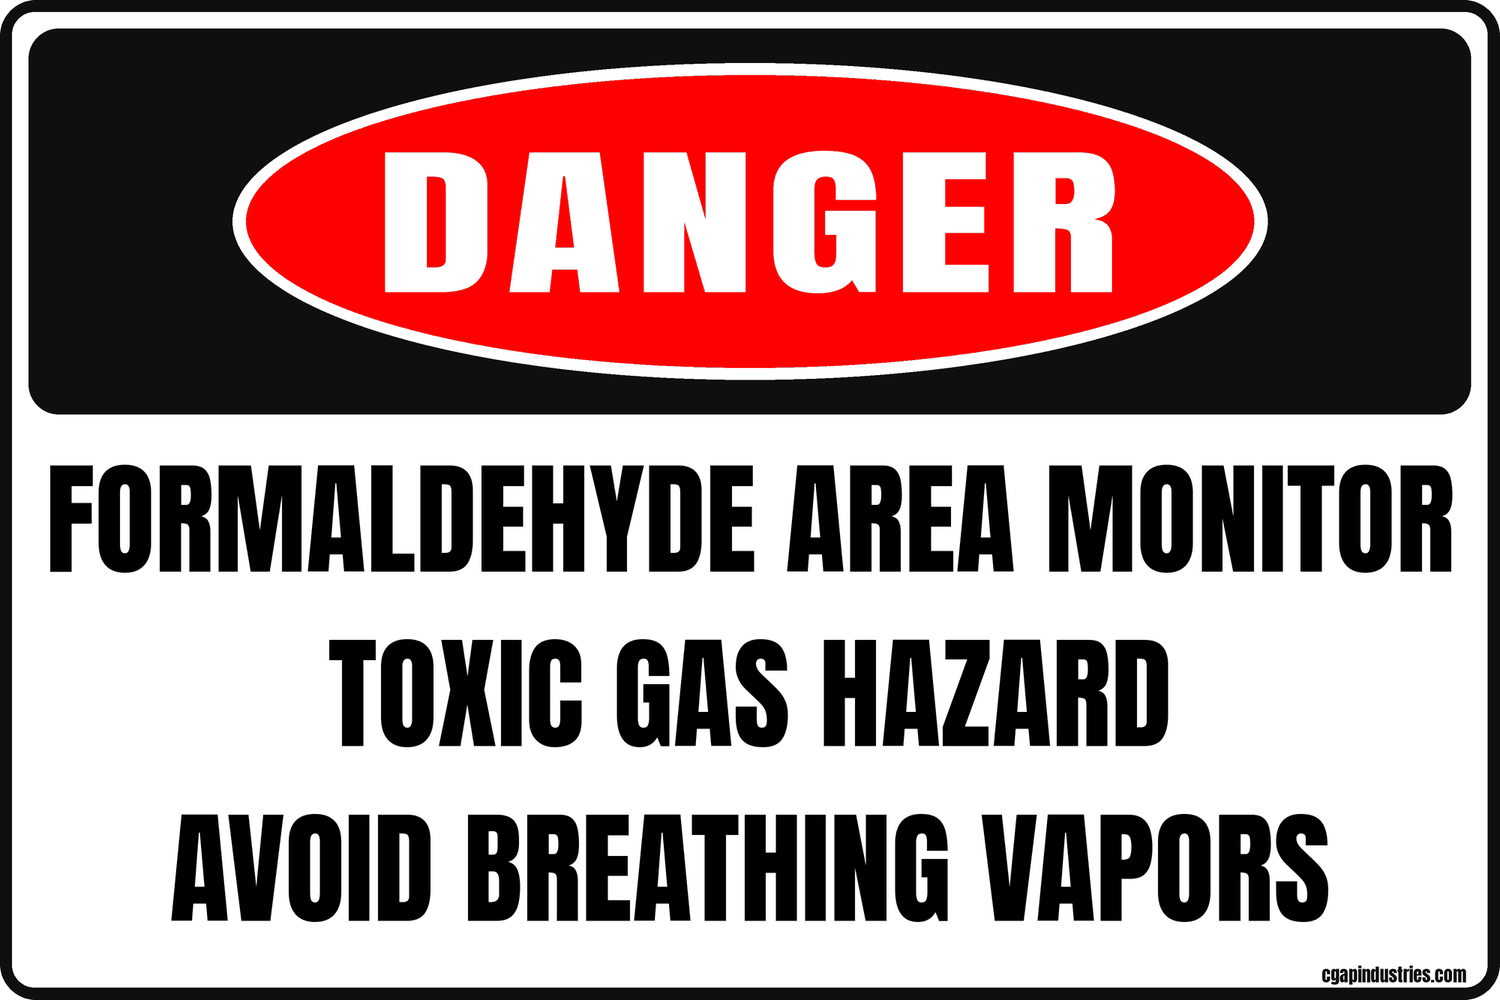 DANGER
FORMALDEHYDE AREA MONITOR
TOXIC GAS HAZARD
AVOID BREATHING VAPORS
cgapindustries.com